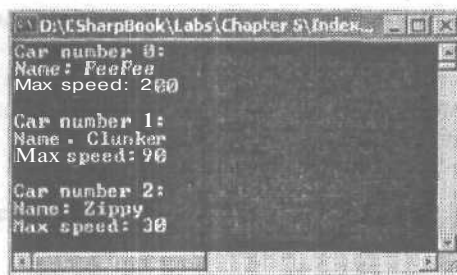 D:\CSharpBook\Labs\Chapter 5\Index...
Car number 0:
Name: FeeFee
Max speed: 200
Car number 1:
Name . Clunker
Max speed: 90
Car number 2:
Name: Zippy
Max speed: 30